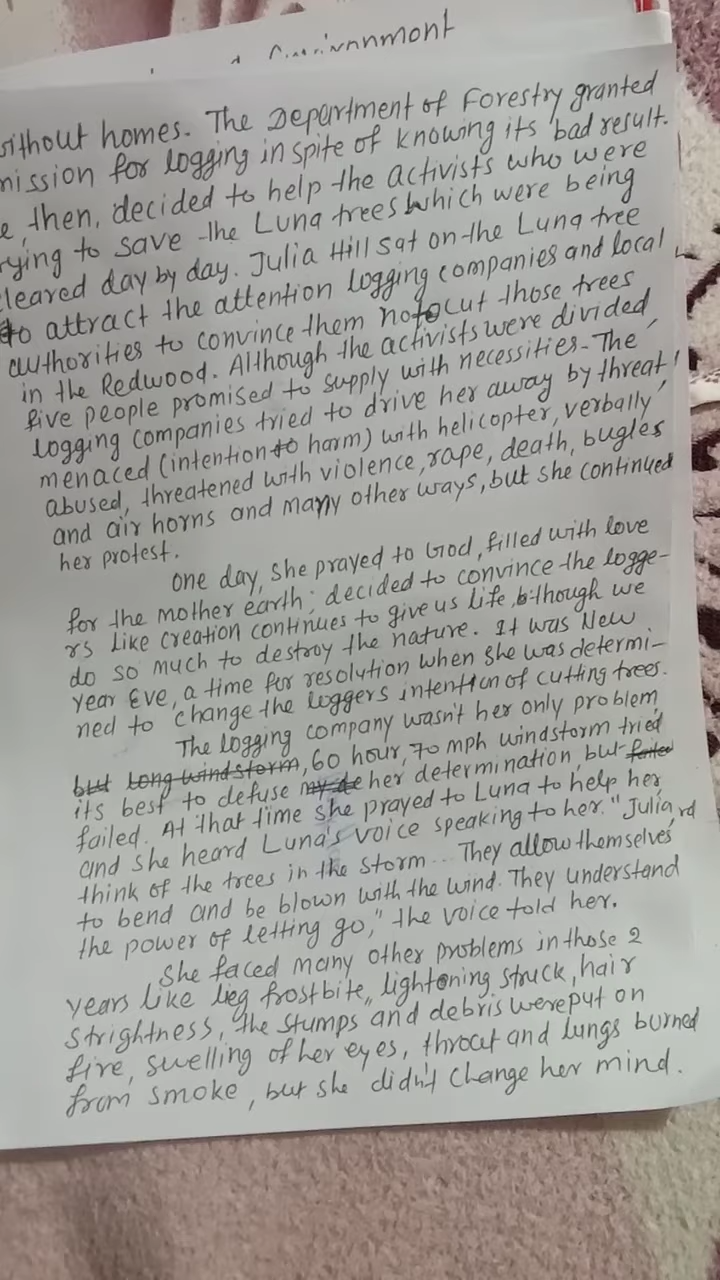 without homes. The Department of Forestry granted
mission for logging in spite of knowing its bad result.
e, then, decided to help the activists who were
rying to save the Luna trees which were being
cleared day by day. Julia Hill sat on the Luna tree
to attract the attention logging companies and local
authorities to convince them not to cut those trees
in the Redwood. Although the activists were divided,
five people promised to supply with necessities. The
logging companies tried to drive her away by threat,
menaced (intention to harm) with helicopter, verbally
abused, threatened with violence, rape, death, bugles
and air horns and many other ways, but she continued
her protest.
one day, she prayed to God, filled with love
for the mother earth; decided to convince the logge-
rs like creation continues to give us life, though we
do so much to destroy the nature. It was New
year Eve, a time for resolution when she was determi-
ned to change the loggers intention of cutting trees.
The logging company wasn't her only problem,
but long windstorm, 60 hour, 70 mph windstorm tried
its best to defuse her determination, but failed
failed. At that time she prayed to Luna to help her
and she heard Luna's voice speaking to her. "Julia,
think of the trees in the storm... They allow themselves
to bend and be blown with the wind. They understand
the power of letting go," the voice told her.
She faced many other problems in those 2
years like leg frostbite, lightening struck, hair
strightness, the stumps and debris were put on
fire, swelling of her eyes, throat and lungs burned
from smoke, but she didn't change her mind.